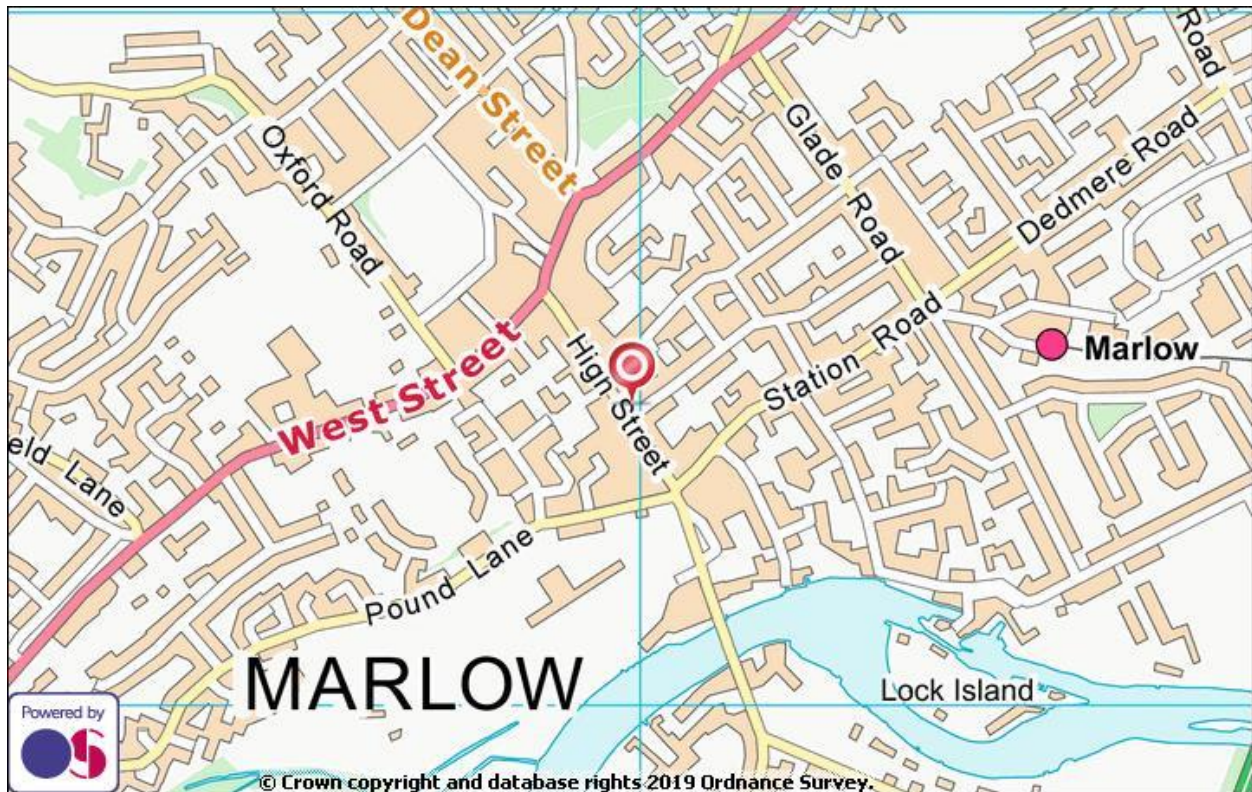 Road
Dean Street
Glade Road
Oxford Road
Dedmere Road
High Street
Station Road
Marlow
West Street
eld Lane
Pound Lane
MARLOW
Lock Island
Powered by
OS
© Crown copyright and database rights 2019 Ordnance Survey.